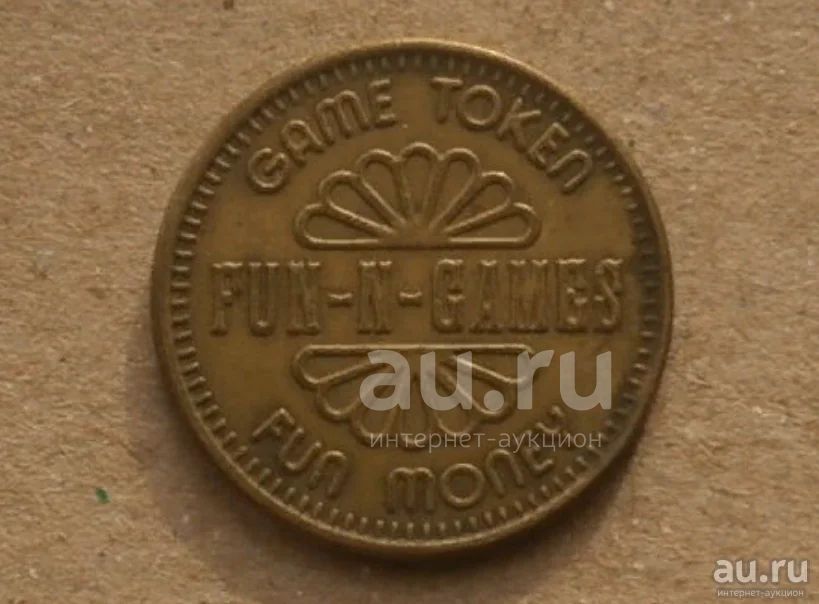 GAME TOKEN
FUN-N-GAMES
au.ru
интернет-аукцион
FUN MONEY
au.ru
интернет-аукцион